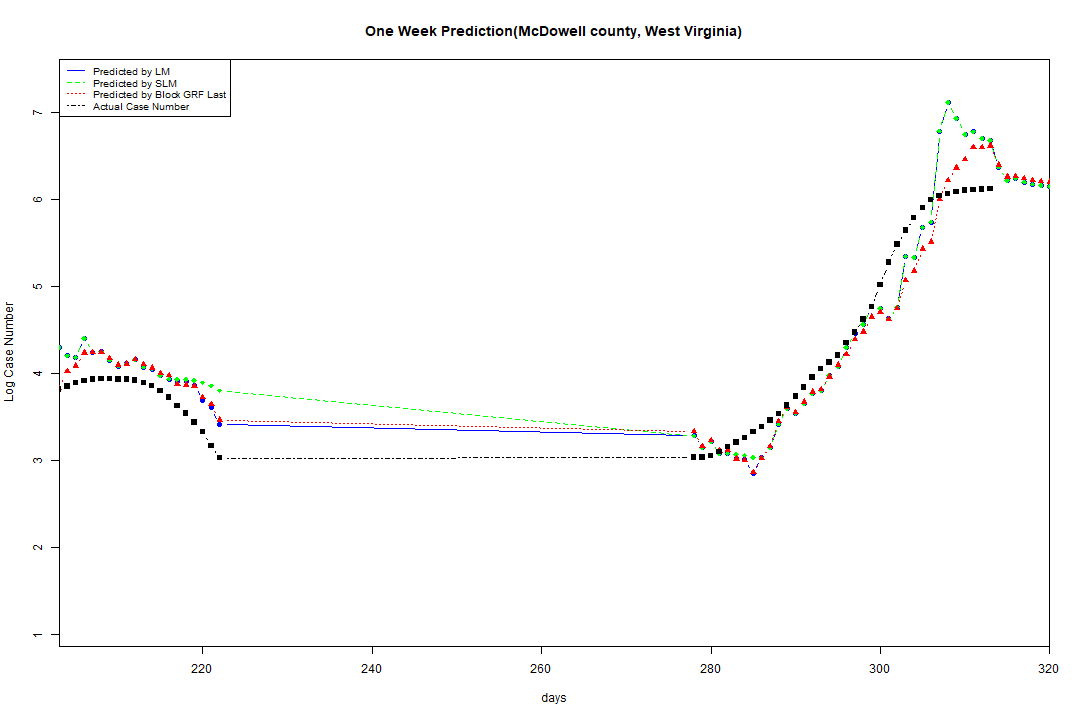 One Week Prediction(McDowell county, West Virginia)
Predicted by LM
Predicted by SLM
Predicted by Block GRF Last
Actual Case Number
Log Case Number
7
6
5
4
3
2
1
220 240 260 280 300 320
days